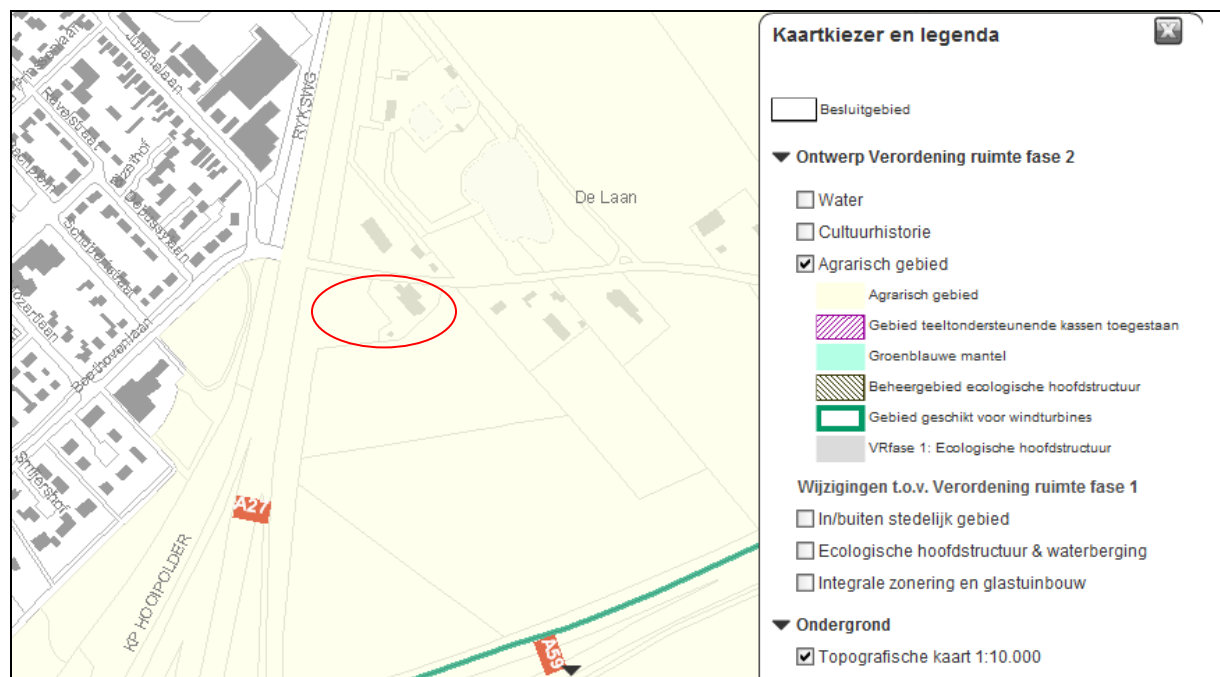 Julianalaan
Ravelstraat
RYKSWG
De Laan
Schubertstraat
Beethovenlaan
A27
KP HOOIPOLDER
A59
Kaartkiezer en legenda
Besluitgebied
Ontwerp Verordening ruimte fase 2
Water
Cultuurhistorie
Agrarisch gebied
Agrarisch gebied
Gebied teeltondersteunende kassen toegestaan
Groenblauwe mantel
Beheergebied ecologische hoofdstructuur
Gebied geschikt voor windturbines
VRfase 1: Ecologische hoofdstructuur
Wijzigingen t.o.v. Verordening ruimte fase 1
In/buiten stedelijk gebied
Ecologische hoofdstructuur & waterberging
Integrale zonering en glastuinbouw
Ondergrond
Topografische kaart 1:10.000